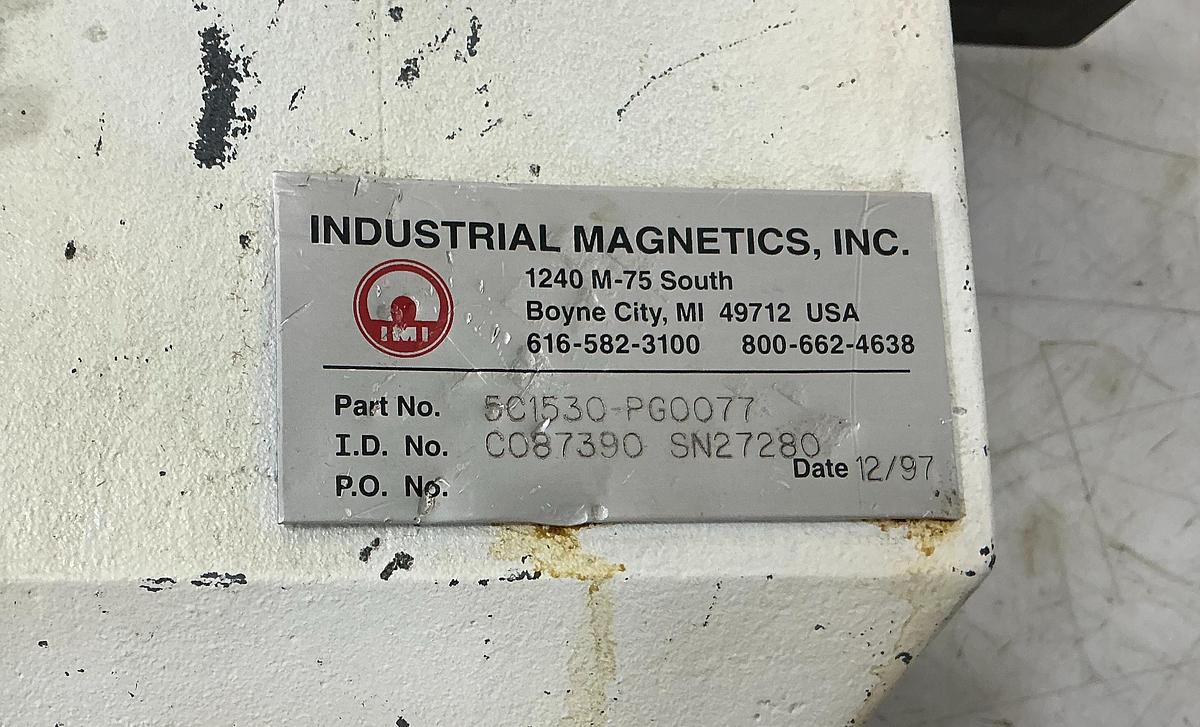 INDUSTRIAL MAGNETICS, INC.
1240 M-75 South
Boyne City, MI 49712 USA
616-582-3100 800-662-4638
IMI
Part No. 5C1530-PG0077
I.D. No. C087390 SN27280
Date 12/97
P.O. No.